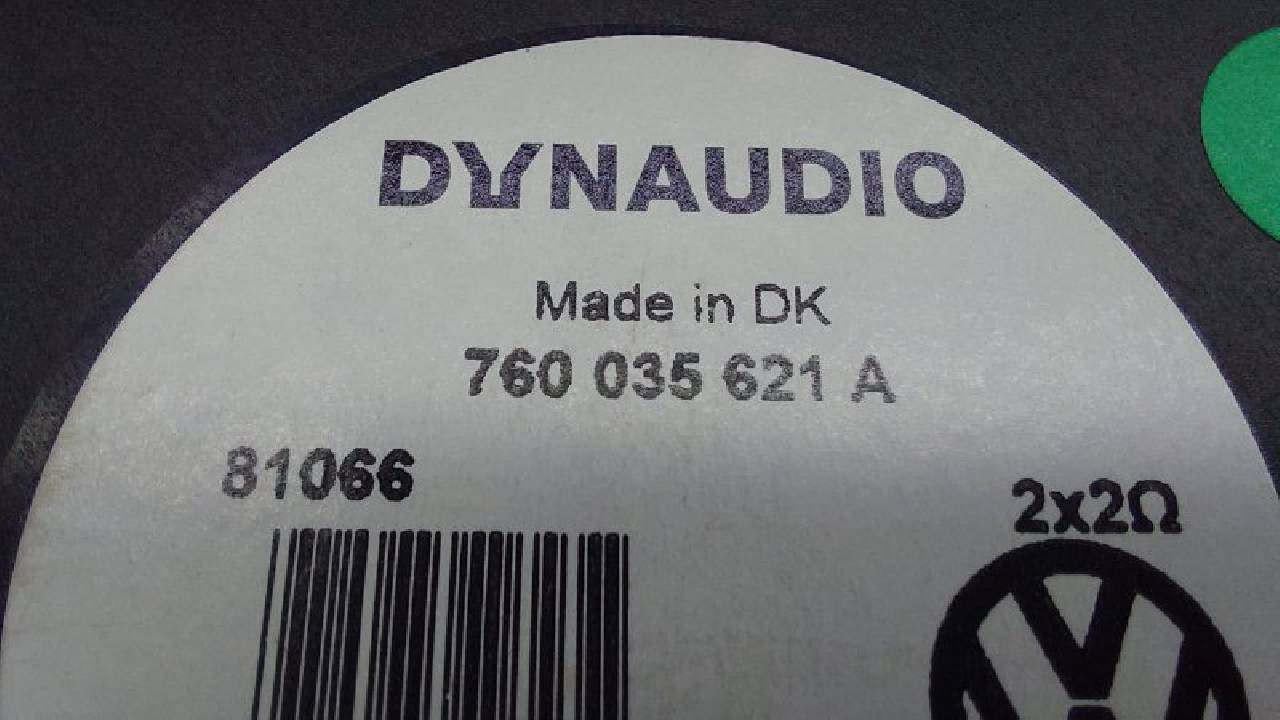 DYNAUDIO
Made in DK
760 035 621 A
81066
2x2Ω